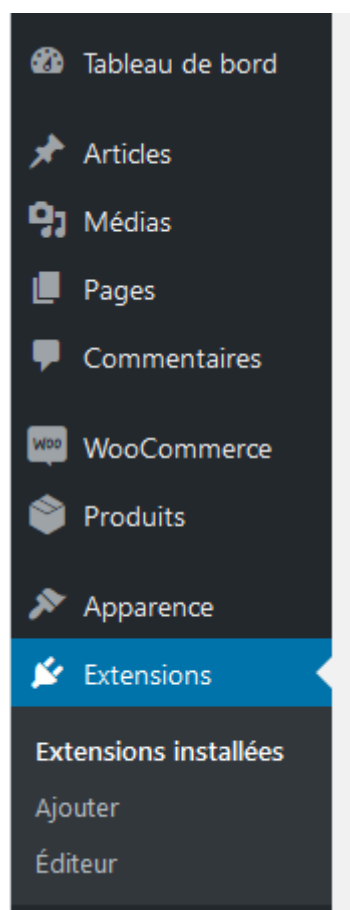 Tableau de bord
Articles
Médias
Pages
Commentaires
Woo WooCommerce
Produits
Apparence
Extensions
Extensions installées
Ajouter
Éditeur